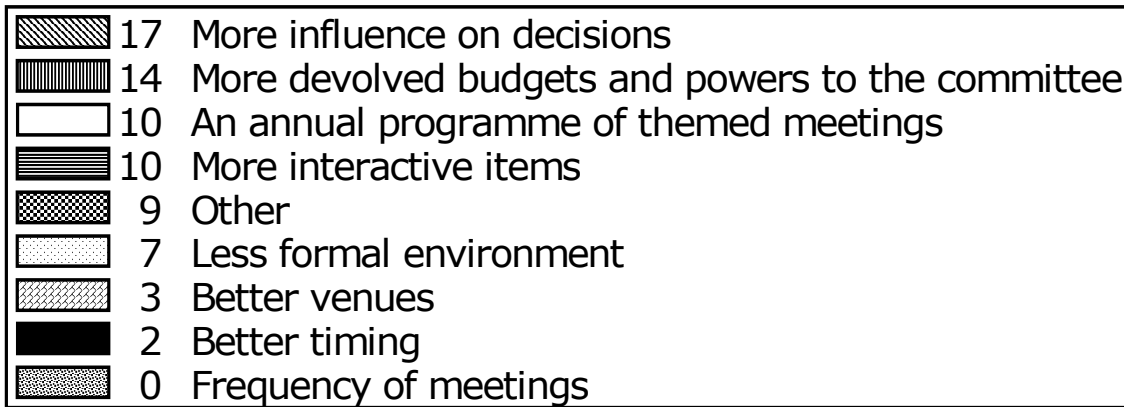 17 More influence on decisions
14 More devolved budgets and powers to the committee
10 An annual programme of themed meetings
10 More interactive items
9 Other
7 Less formal environment
3 Better venues
2 Better timing
0 Frequency of meetings